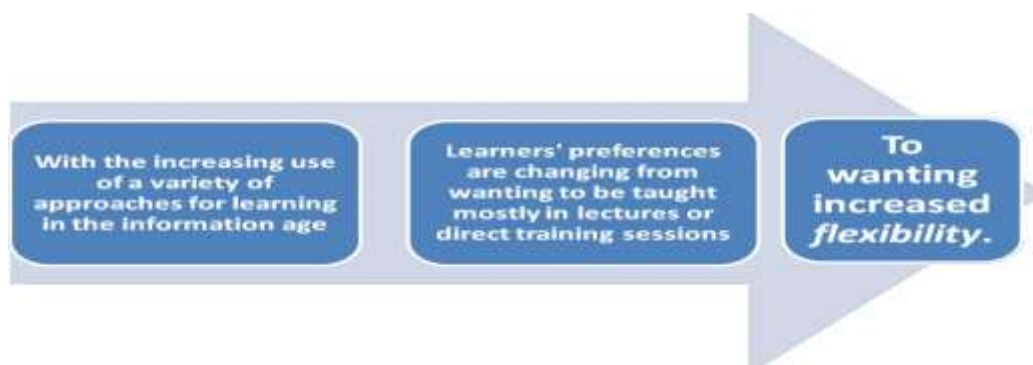 With the increasing use
of a variety of
approaches for learning
in the information age
Learners' preferences
are changing from
wanting to be taught
mostly in lectures or
direct training sessions
To
wanting
increased
flexibility.